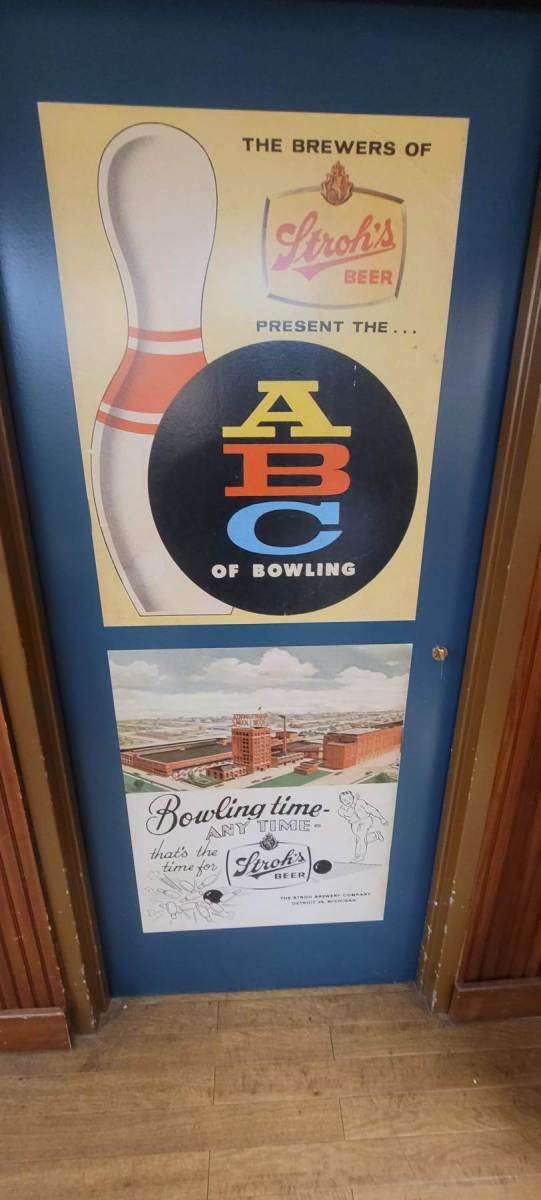 THE BREWERS OF
Stroh's
BEER
PRESENT THE...
A
B
C
OF BOWLING
Bowling time-
ANY TIME-
that's the
time for
Stroh's
BEER
THE STROH BREWERY COMPANY
DETROIT 26, MICHIGAN